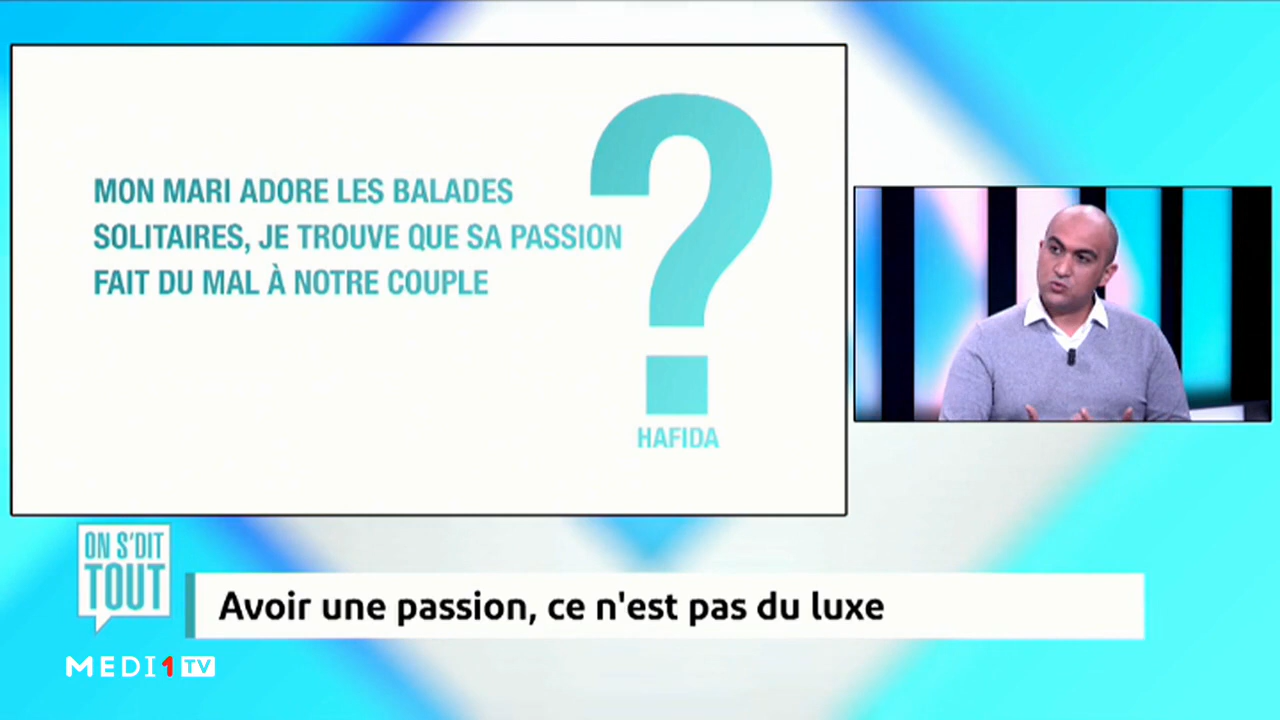 MON MARI ADORE LES BALADES
SOLITAIRES, JE TROUVE QUE SA PASSION
FAIT DU MAL À NOTRE COUPLE
?
HAFIDA
ON S'DIT
TOUT
Avoir une passion, ce n'est pas du luxe
MEDI1TV